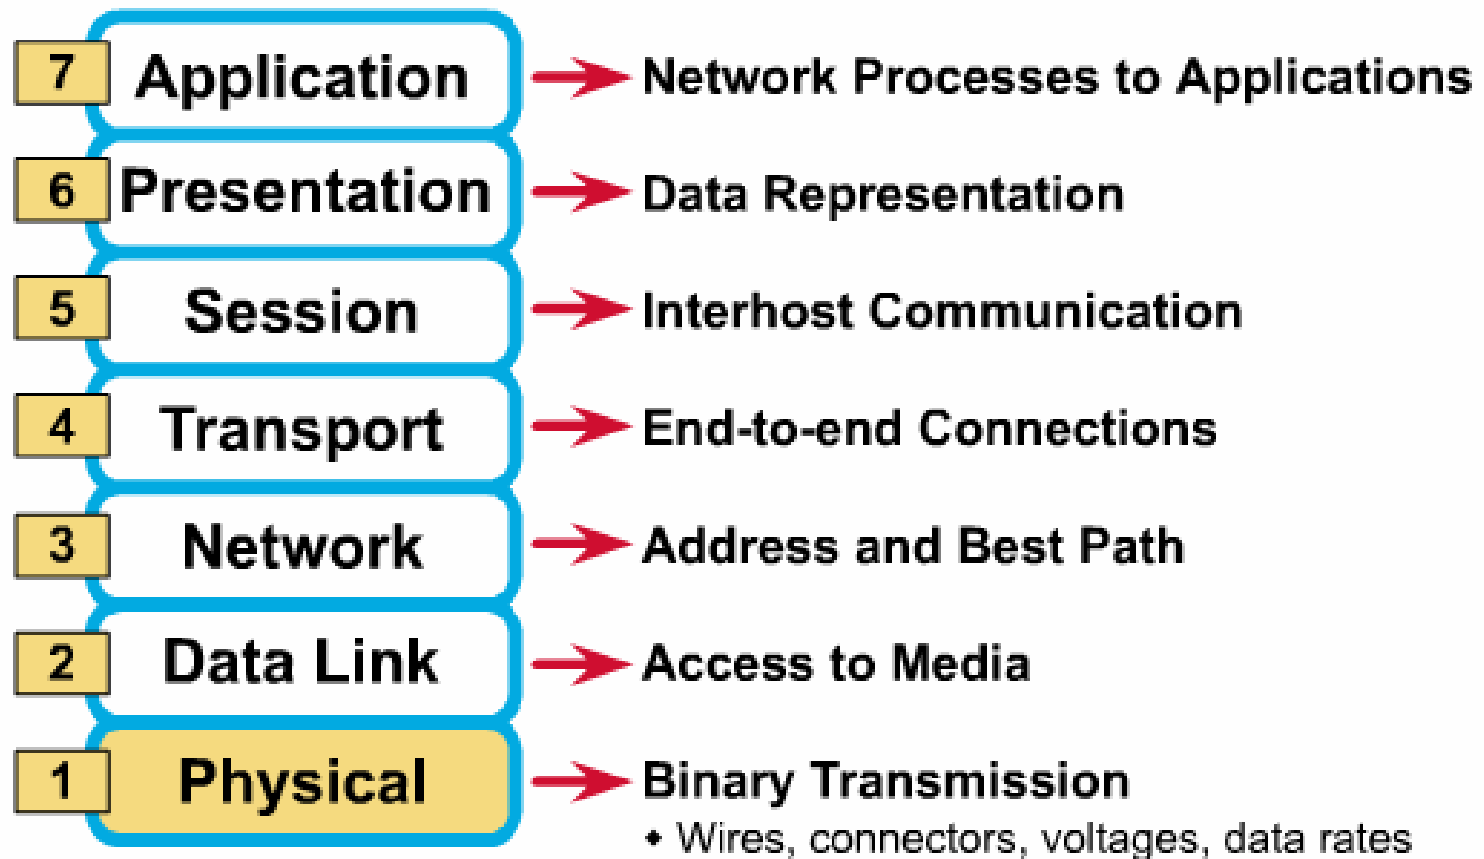 7 Application Network Processes to Applications
6 Presentation Data Representation
5 Session Interhost Communication
4 Transport End-to-end Connections
3 Network Address and Best Path
2 Data Link Access to Media
1 Physical Binary Transmission
• Wires, connectors, voltages, data rates